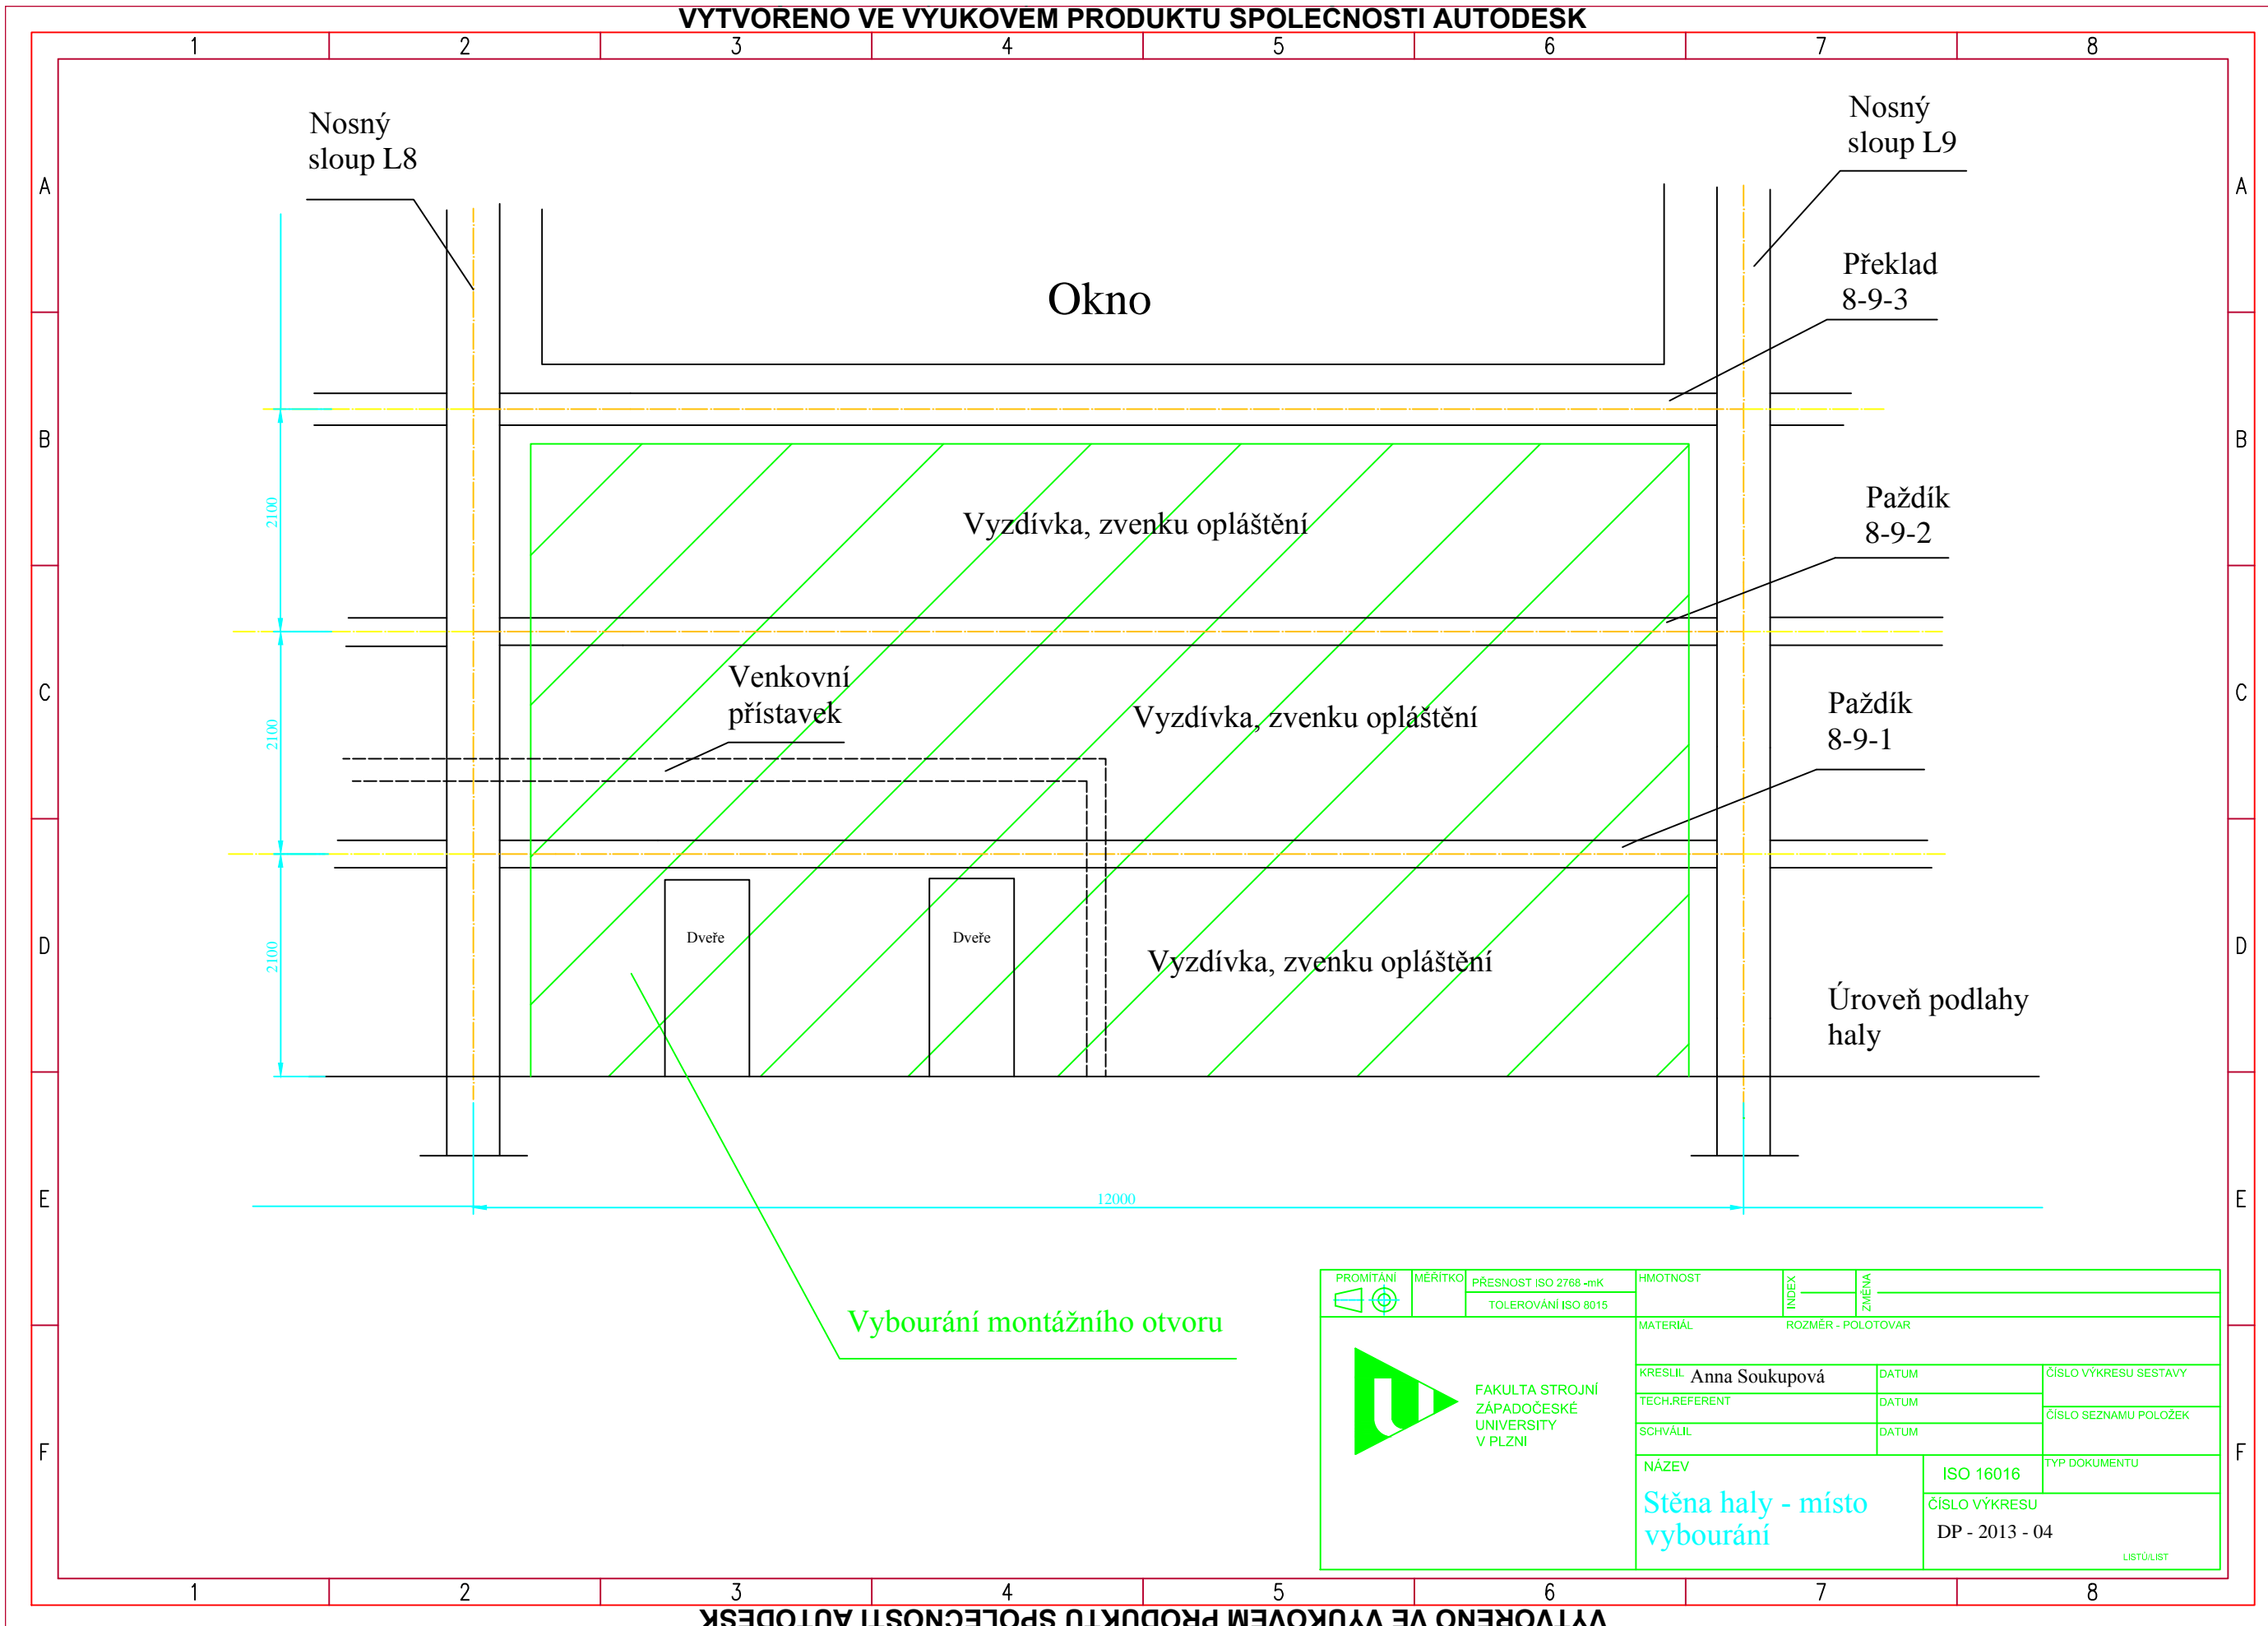 VYTVOŘENO VE VÝUKOVÉM PRODUKTU SPOLEČNOSTI AUTODESK
1 2 3 4 5 6 7 8
Nosný
sloup L8
Nosný
sloup L9
A A
Překlad
8-9-3
Okno
B B
2100
Vyzdívka, zvenku opláštění
Paždík
8-9-2
C C
Venkovní
přístavek
2100
Vyzdívka, zvenku opláštění
Paždík
8-9-1
D D
2100
Dveře
Dveře
Vyzdívka, zvenku opláštění
Úroveň podlahy
haly
E E
12000
Vybourání montážního otvoru
F F
PROMÍTÁNÍ
MĚŘÍTKO
PŘESNOST ISO 2768 -mK
TOLEROVÁNÍ ISO 8015
HMOTNOST
INDEX
ZMĚNA
MATERIÁL
ROZMĚR - POLOTOVAR
FAKULTA STROJNÍ
ZÁPADOČESKÉ
UNIVERSITY
V PLZNI
KRESLIL Anna Soukupová
DATUM
ČÍSLO VÝKRESU SESTAVY
TECH.REFERENT
DATUM
ČÍSLO SEZNAMU POLOŽEK
SCHVÁLIL
DATUM
NÁZEV
Stěna haly - místo
vybourání
ISO 16016
TYP DOKUMENTU
ČÍSLO VÝKRESU
DP - 2013 - 04
LISTŮ/LIST
1 2 3 4 5 6 7 8
VYTVOŘENO VE VÝUKOVÉM PRODUKTU SPOLEČNOSTI AUTODESK